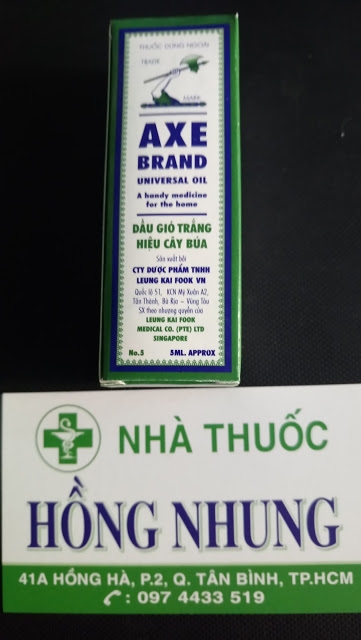 THUỐC DÙNG NGOÀI
TRADE
MARK
AXE
BRAND
UNIVERSAL OIL
A handy medicine
for the home
DẦU GIÓ TRẮNG
HIỆU CÂY BÚA
Sản xuất bởi
CTY DƯỢC PHẨM TNHH
LEUNG KAI FOOK VN
Quốc lộ 51, KCN Mỹ Xuân A2,
Tân Thành, Bà Rịa - Vũng Tàu
SX theo nhượng quyền của
LEUNG KAI FOOK
MEDICAL CO. (PTE) LTD
SINGAPORE
No.5 5ML. APPROX
NHÀ THUỐC
HỒNG NHUNG
41A HỒNG HÀ, P.2, Q. TÂN BÌNH, TP.HCM
: 097 4433 519